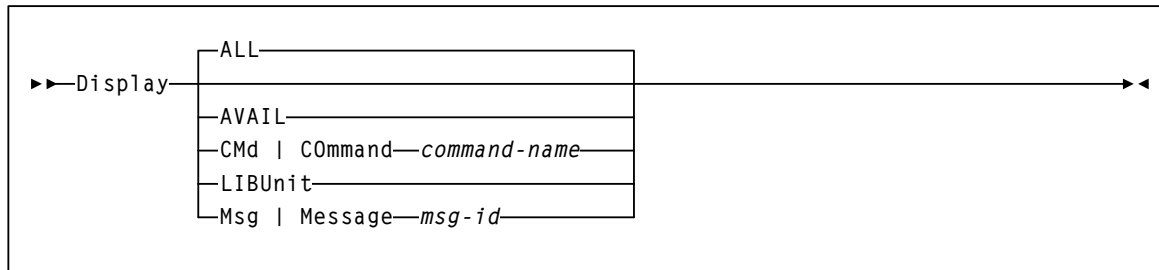 ALL
Display
AVAIL
CMd | COmmand command-name
LIBUnit
Msg | Message msg-id